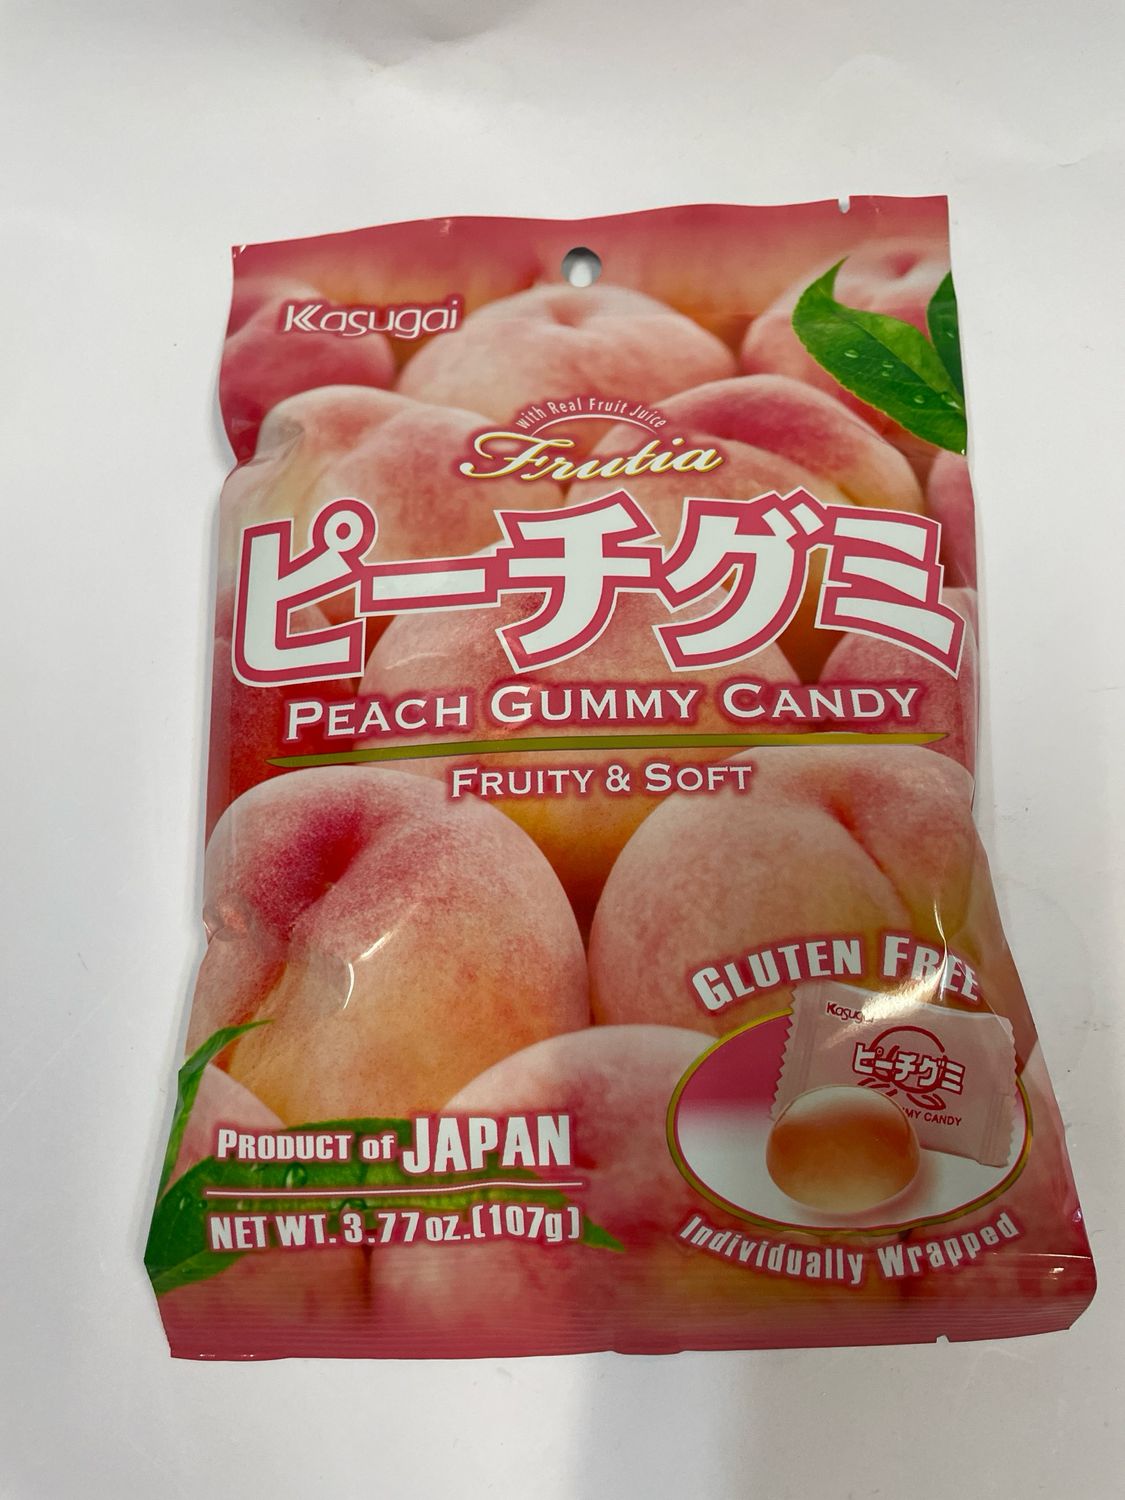 Kasugai
with Real Fruit Juice
Frutia
ピーチグミ
PEACH GUMMY CANDY
FRUITY & SOFT
GLUTEN FREE
Kasugai
ピーチグミ
CANDY
PRODUCT of JAPAN
NET WT. 3.77 oz. (107g)
Individually Wrapped